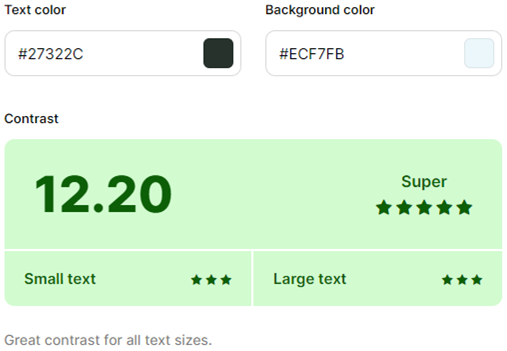 Text color Background color
#27322C #ECF7FB
Contrast
12.20 Super
Small text Large text
Great contrast for all text sizes.